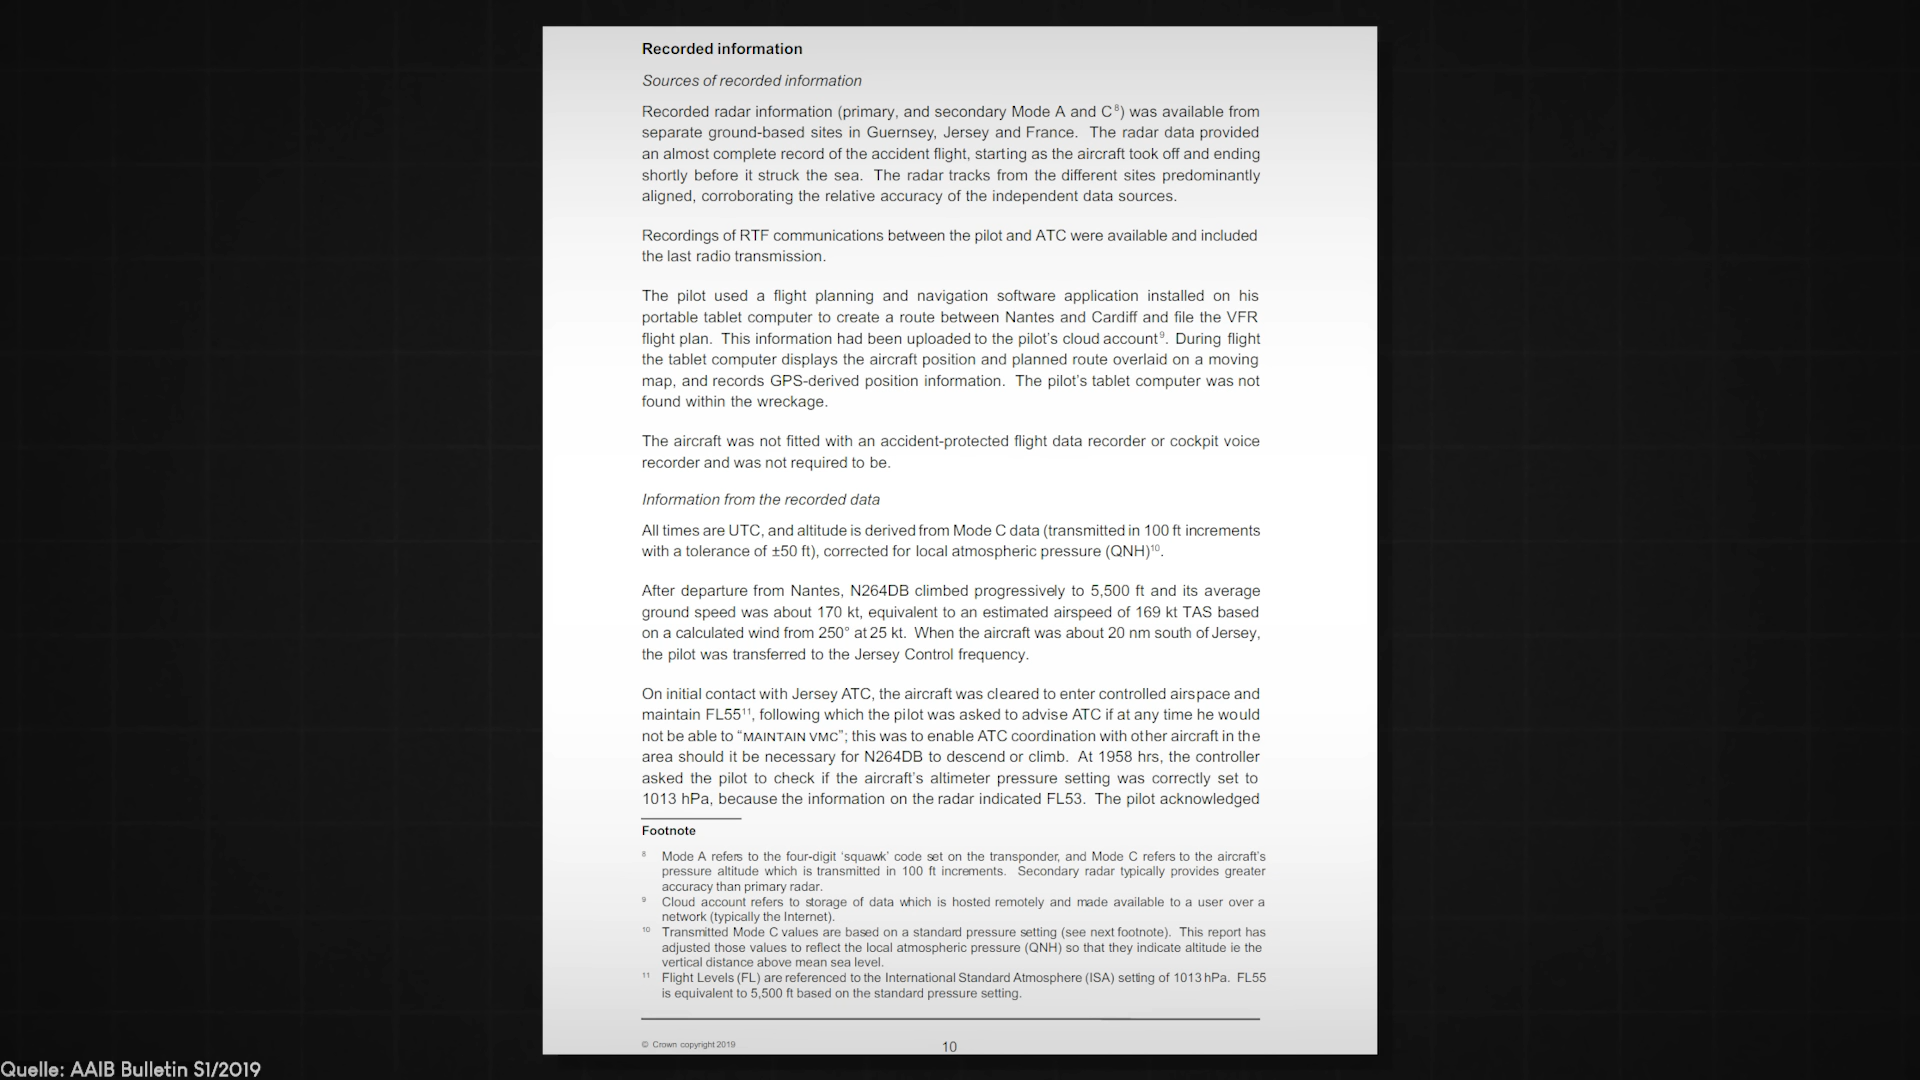 Recorded information
Sources of recorded information
Recorded radar information (primary, and secondary Mode A and C⁸) was available from
separate ground-based sites in Guernsey, Jersey and France. The radar data provided
an almost complete record of the accident flight, starting as the aircraft took off and ending
shortly before it struck the sea. The radar tracks from the different sites predominantly
aligned, corroborating the relative accuracy of the independent data sources.
Recordings of RTF communications between the pilot and ATC were available and included
the last radio transmission.
The pilot used a flight planning and navigation software application installed on his
portable tablet computer to create a route between Nantes and Cardiff and file the VFR
flight plan. This information had been uploaded to the pilot's cloud account⁹. During flight
the tablet computer displays the aircraft position and planned route overlaid on a moving
map, and records GPS-derived position information. The pilot's tablet computer was not
found within the wreckage.
The aircraft was not fitted with an accident-protected flight data recorder or cockpit voice
recorder and was not required to be.
Information from the recorded data
All times are UTC, and altitude is derived from Mode C data (transmitted in 100 ft increments
with a tolerance of ±50 ft), corrected for local atmospheric pressure (QNH)¹⁰.
After departure from Nantes, N264DB climbed progressively to 5,500 ft and its average
ground speed was about 170 kt, equivalent to an estimated airspeed of 169 kt TAS based
on a calculated wind from 250° at 25 kt. When the aircraft was about 20 nm south of Jersey,
the pilot was transferred to the Jersey Control frequency.
On initial contact with Jersey ATC, the aircraft was cleared to enter controlled airspace and
maintain FL55¹¹, following which the pilot was asked to advise ATC if at any time he would
not be able to “MAINTAIN VMC”; this was to enable ATC coordination with other aircraft in the
area should it be necessary for N264DB to descend or climb. At 1958 hrs, the controller
asked the pilot to check if the aircraft's altimeter pressure setting was correctly set to
1013 hPa, because the information on the radar indicated FL53. The pilot acknowledged
Footnote
⁸ Mode A refers to the four-digit ‘squawk’ code set on the transponder, and Mode C refers to the aircraft's
pressure altitude which is transmitted in 100 ft increments. Secondary radar typically provides greater
accuracy than primary radar.
⁹ Cloud account refers to storage of data which is hosted remotely and made available to a user over a
network (typically the Internet).
¹⁰ Transmitted Mode C values are based on a standard pressure setting (see next footnote). This report has
adjusted those values to reflect the local atmospheric pressure (QNH) so that they indicate altitude ie the
vertical distance above mean sea level.
¹¹ Flight Levels (FL) are referenced to the International Standard Atmosphere (ISA) setting of 1013 hPa. FL55
is equivalent to 5,500 ft based on the standard pressure setting.
© Crown copyright 2019
10
Quelle: AAIB Bulletin S1/2019